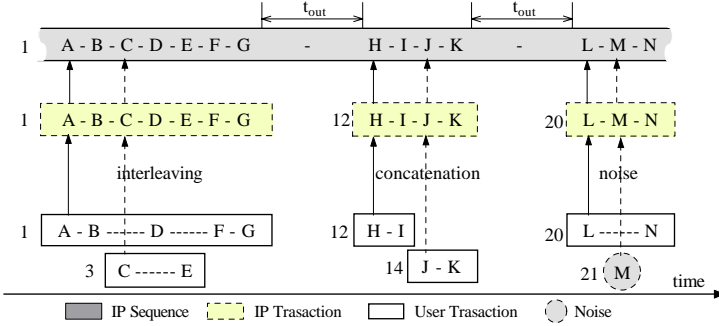 t_out t_out
1 A - B - C - D - E - F - G - H - I - J - K - L - M - N
1 A - B - C - D - E - F - G 12 H - I - J - K 20 L - M - N
interleaving concatenation noise
1 A - B ------ D ------ F - G 12 H - I 20 L ------ N
3 C ------ E 14 J - K 21 M
time
IP Sequence IP Trasaction User Trasaction Noise